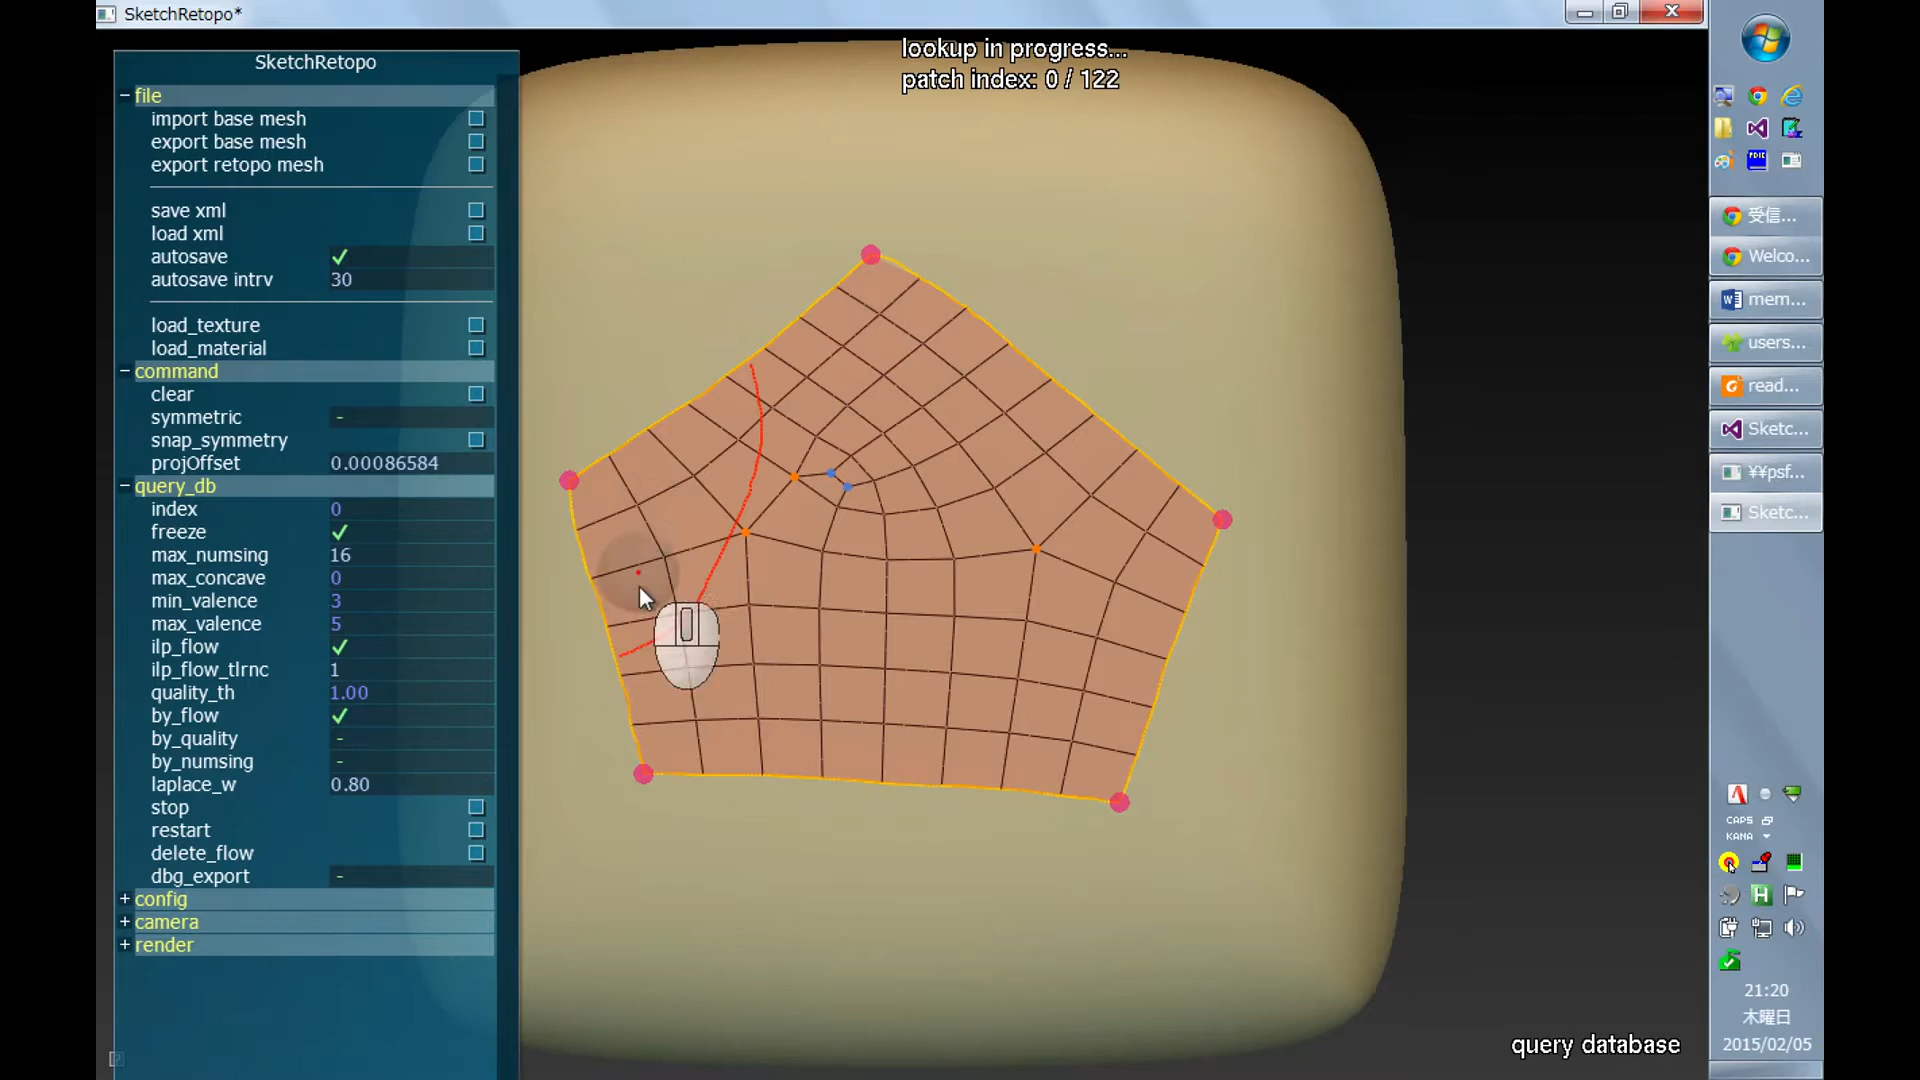 SketchRetopo*
SketchRetopo
lookup in progress...
patch index: 0 / 122
− file
import base mesh
export base mesh
export retopo mesh
save xml
load xml
autosave
autosave intrv 30
load_texture
load_material
− command
clear
symmetric -
snap_symmetry
projOffset 0.00086584
− query_db
index 0
freeze
max_numsing 16
max_concave 0
min_valence 3
max_valence 5
ilp_flow
ilp_flow_tlrnc 1
quality_th 1.00
by_flow
by_quality -
by_numsing -
laplace_w 0.80
stop
restart
delete_flow
dbg_export -
+ config
+ camera
+ render
query database
PDIC
受信...
Welco...
mem...
users...
read...
Sketc...
¥¥psf...
Sketc...
CAPS
KANA
21:20
木曜日
2015/02/05